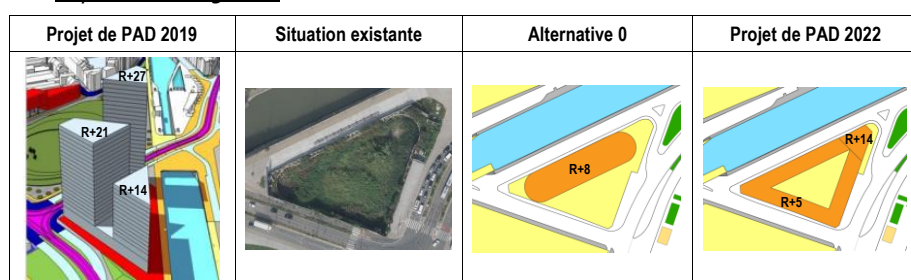 Projet de PAD 2019 Situation existante Alternative 0 Projet de PAD 2022
R+27
R+21
R+14
R+8
R+14
R+5